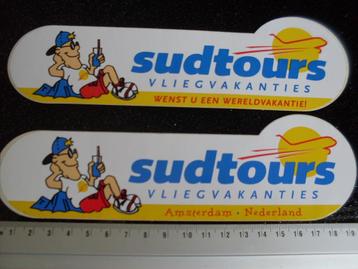 sudtours
VLIEGVAKANTIES
WENST U EEN WERELDVAKANTIE!
sudtours
VLIEGVAKANTIES
Amsterdam • Nederland
1 2 3 4 5 6 7 8 9 10 11 12 13 14 15 16 17 18 19